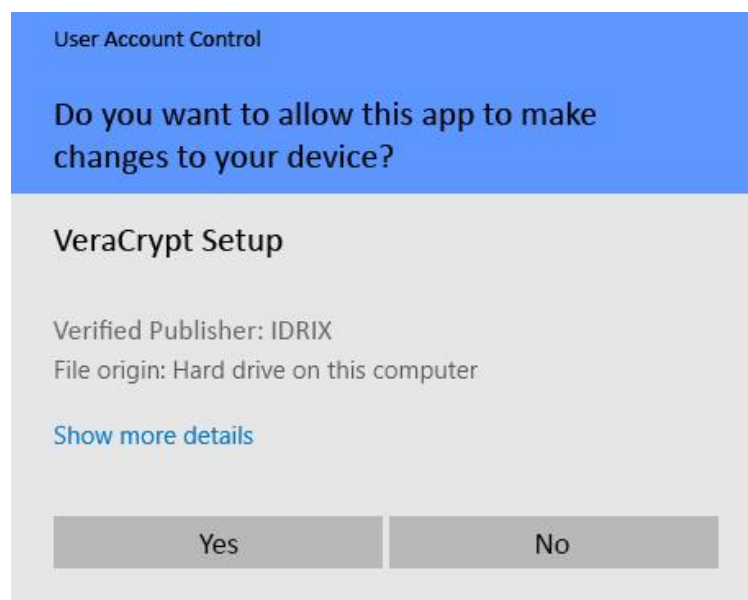 User Account Control
Do you want to allow this app to make
changes to your device?
VeraCrypt Setup
Verified Publisher: IDRIX
File origin: Hard drive on this computer
Show more details
Yes
No